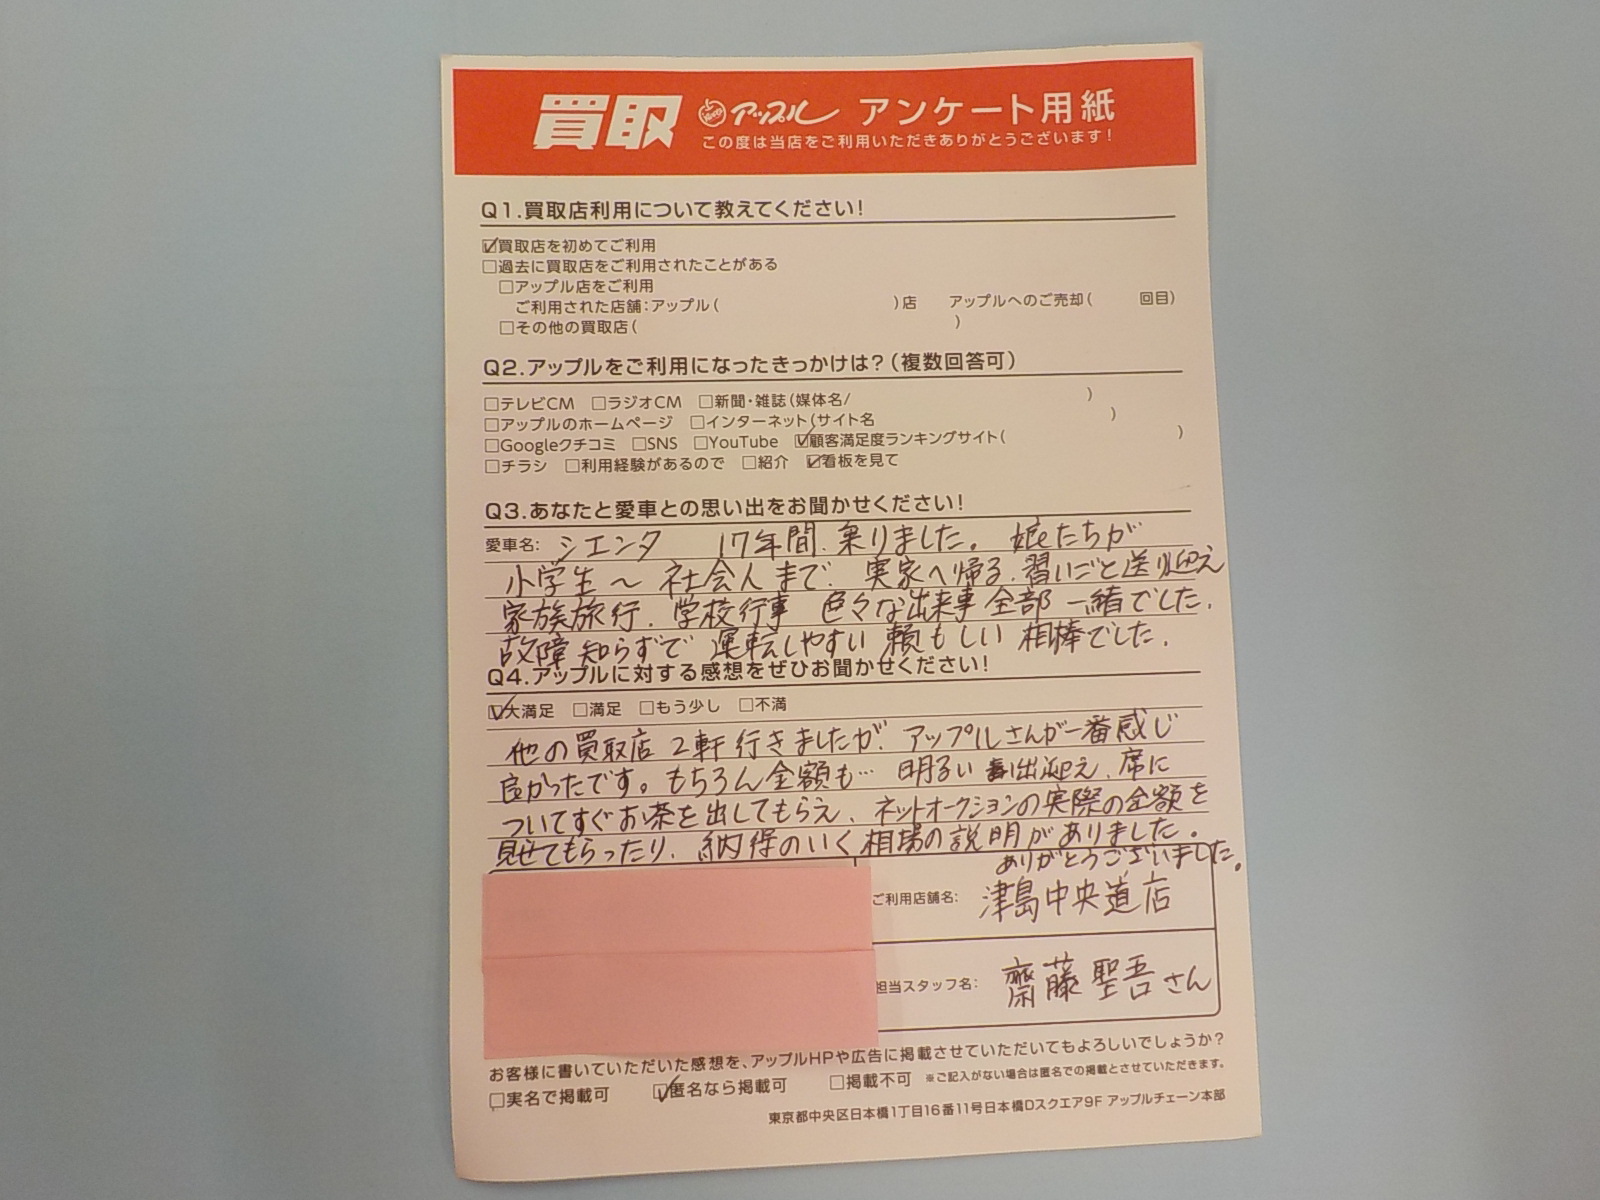 買取 アップル アンケート用紙
この度は当店をご利用いただきありがとうございます!
Q1.買取店利用について教えてください!
☑買取店を初めてご利用
□過去に買取店をご利用されたことがある
□アップル店をご利用
ご利用された店舗:アップル( )店 アップルへのご売却( 回目)
□その他の買取店( )
Q2.アップルをご利用になったきっかけは?(複数回答可)
□テレビCM □ラジオCM □新聞・雑誌(媒体名/ )
□アップルのホームページ □インターネット(サイト名 )
□Googleクチコミ □SNS □YouTube ☑顧客満足度ランキングサイト( )
□チラシ □利用経験があるので □紹介 ☑看板を見て
Q3.あなたと愛車との思い出をお聞かせください!
愛車名: シエンタ 17年間、乗りました。娘たちが
小学生〜社会人まで、実家へ帰る、習いごと送り迎え
家族旅行、学校行事 色々な出来事全部一緒でした。
故障知らずで 運転しやすい 頼もしい 相棒でした。
Q4.アップルに対する感想をぜひお聞かせください!
☑大満足 □満足 □もう少し □不満
他の買取店2軒行きましたが、アップルさんが一番感じ
良かったです。もちろん金額も… 明るい出迎え、席に
ついてすぐお茶を出してもらえ、ネットオークションの実際の金額を
見せてもらったり、納得のいく相場の説明がありました。
ありがとうございました。
ご利用店舗名: 津島中央道店
担当スタッフ名: 齋藤聖吾さん
お客様に書いていただいた感想を、アップルHPや広告に掲載させていただいてもよろしいでしょうか?
□実名で掲載可 ☑匿名なら掲載可 □掲載不可 ※ご記入がない場合は匿名での掲載とさせていただきます。
東京都中央区日本橋1丁目16番11号日本橋Dスクエア9F アップルチェーン本部